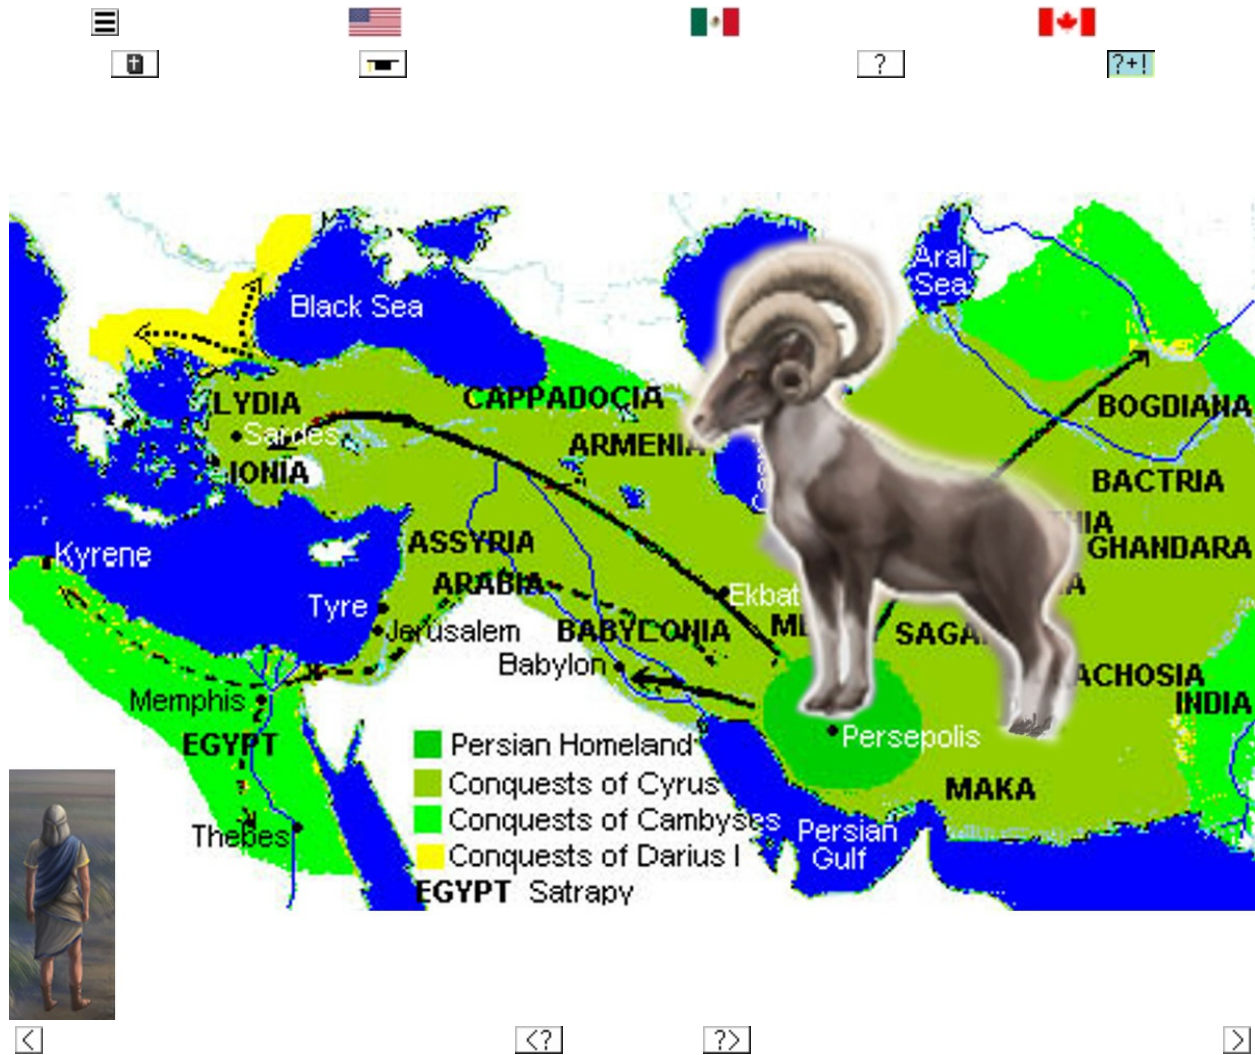 ?
?+!
Aral
Sea
Black Sea
LYDIA
CAPPADOCIA
BOGDIANA
Sardes
ARMENIA
IONIA
BACTRIA
ASSYRIA
GHANDARA
Kyrene
ARABIA
Ekbat
Tyre
Jerusalem
BABYLONIA
SAGA
Babylon
ACHOSIA
Memphis
INDIA
EGYPT
Persepolis
Persian Homeland
Conquests of Cyrus
MAKA
Conquests of Cambyses
Persian
Gulf
Thebes
Conquests of Darius I
EGYPT Satrapy
<
<?
?>
>